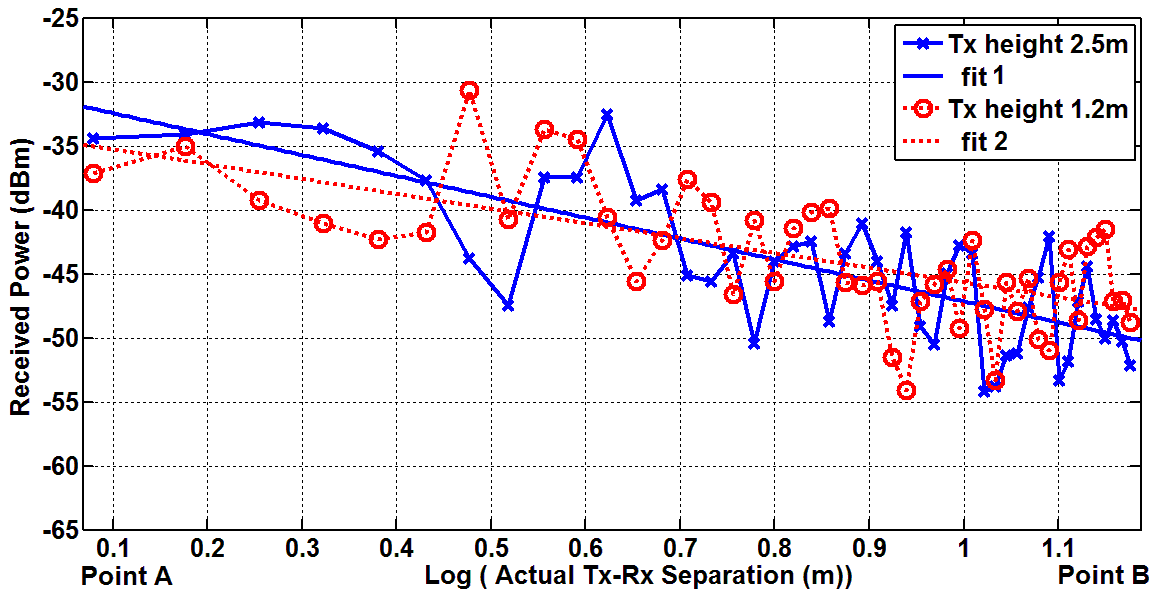 -25
-30
-35
-40
-45
-50
-55
-60
-65
Received Power (dBm)
Tx height 2.5m
fit 1
Tx height 1.2m
fit 2
0.1 0.2 0.3 0.4 0.5 0.6 0.7 0.8 0.9 1 1.1
Point A Log ( Actual Tx-Rx Separation (m)) Point B